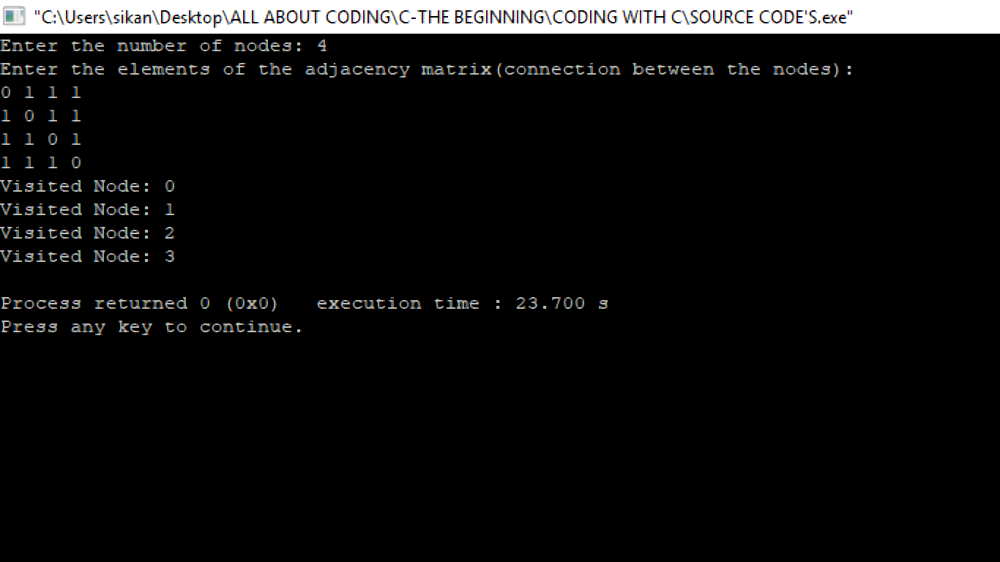 "C:\Users\sikan\Desktop\ALL ABOUT CODING\C-THE BEGINNING\CODING WITH C\SOURCE CODE'S.exe"
Enter the number of nodes: 4
Enter the elements of the adjacency matrix(connection between the nodes):
0 1 1 1
1 0 1 1
1 1 0 1
1 1 1 0
Visited Node: 0
Visited Node: 1
Visited Node: 2
Visited Node: 3
Process returned 0 (0x0)   execution time : 23.700 s
Press any key to continue.